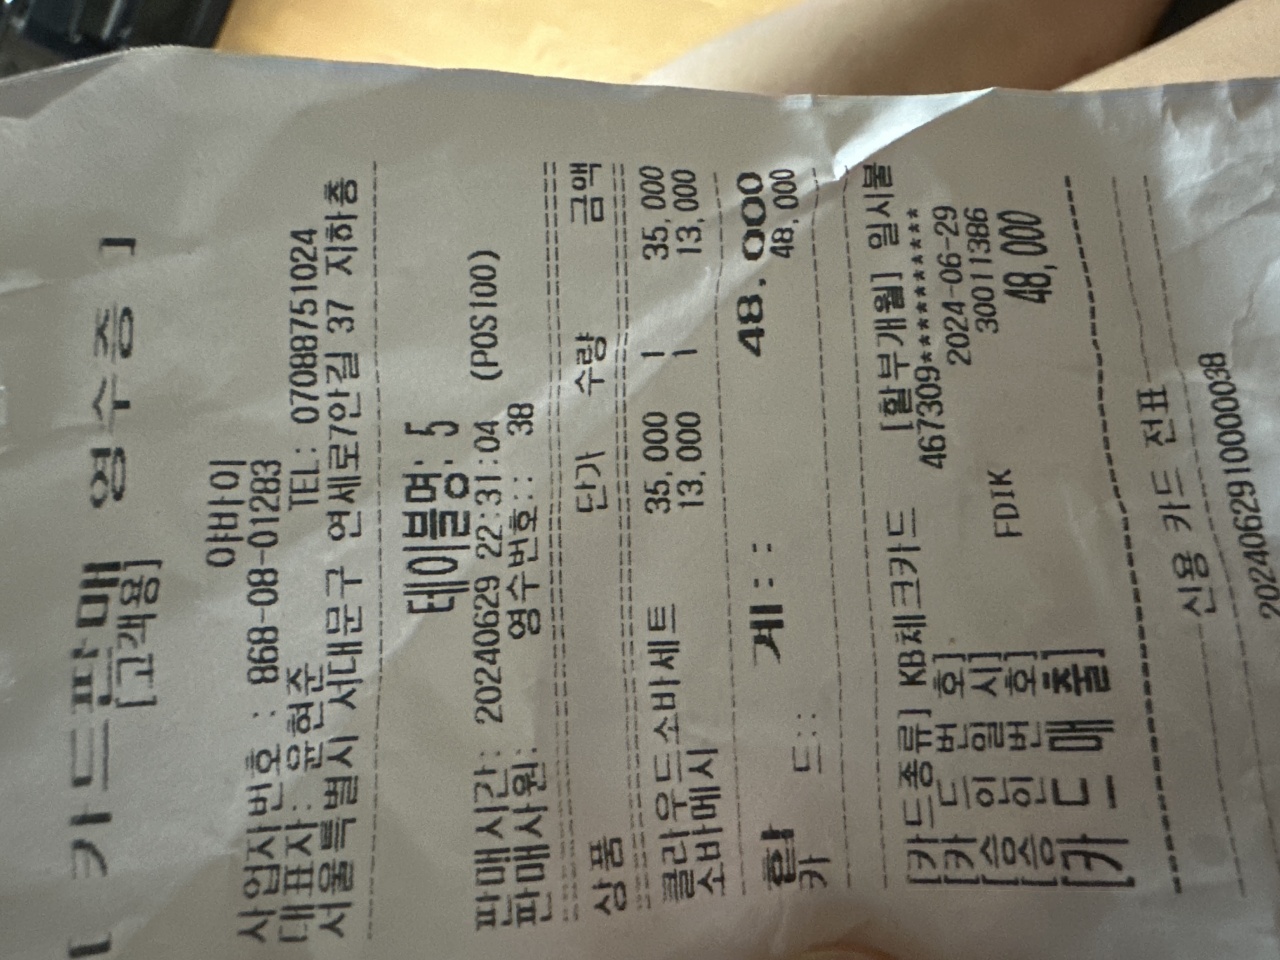 [ 카드판매 영수증 ]
[고객용]
야바이
사업자번호 : 868-08-01283
대표자 : 윤현준 TEL: 07088751024
서울특별시 서대문구 연세로7안길 37 지하층
테이블명: 5
판매시간: 20240629 22:31:04 (POS100)
판매사원: 영수번호:: 38
상품 단가 수량 금액
클라우드소바세트 35,000 1 35,000
소바메시 13,000 1 13,000
합 계:: 48,000
카 드:: 48,000
[카드종류] KB체크카드 [할부개월] 일시불
[카 드 번 호] 467309**********
[승인일시] 2024-06-29
[승인번호] FDIK 30011386
[카 드 매 출] 48,000
신용 카드 전표
2024062910000038